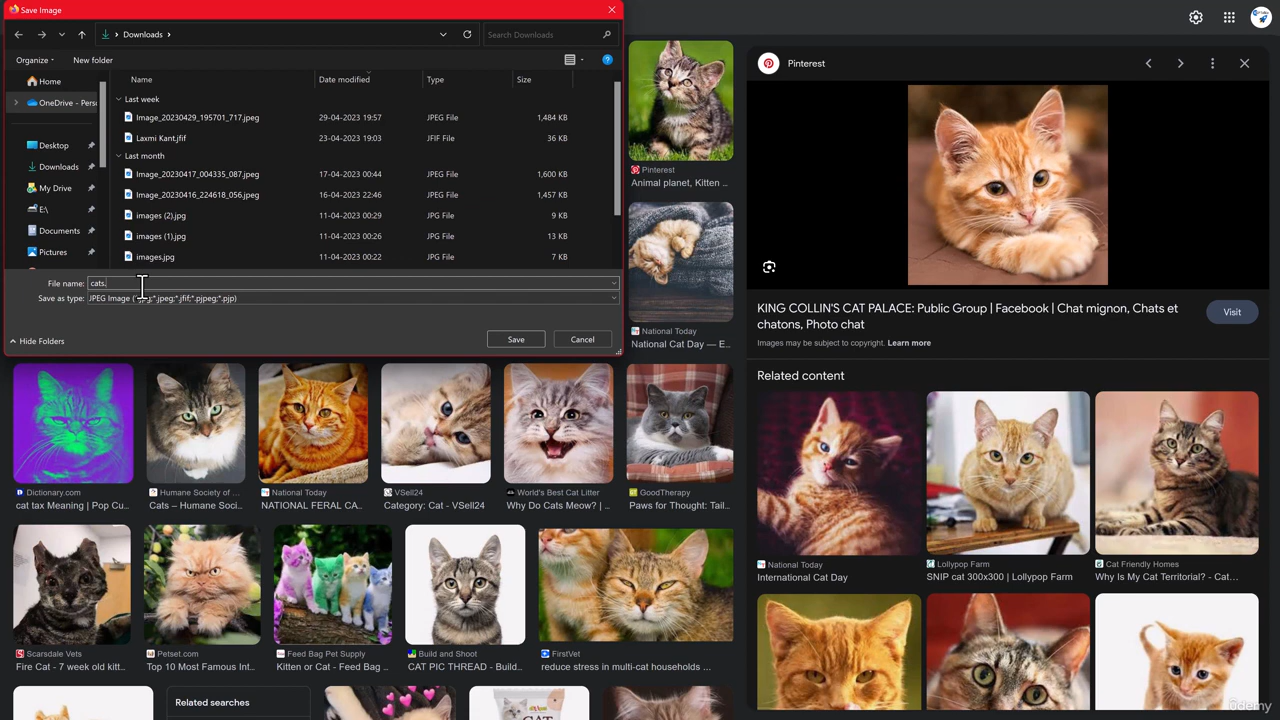 Save Image
Downloads
Search Downloads
Organize
New folder
Home
OneDrive - Pers
Desktop
Downloads
My Drive
E:\
Documents
Pictures
Name
Date modified
Type
Size
Last week
Image_20230429_195701_717.jpeg
29-04-2023 19:57
JPEG File
1,484 KB
Laxmi Kant.jfif
23-04-2023 19:03
JFIF File
36 KB
Last month
Image_20230417_004335_087.jpeg
17-04-2023 00:44
JPEG File
1,600 KB
Image_20230416_224618_056.jpeg
16-04-2023 22:46
JPEG File
1,457 KB
images (2).jpg
11-04-2023 00:29
JPG File
9 KB
images (1).jpg
11-04-2023 00:26
JPG File
13 KB
images.jpg
11-04-2023 00:22
JPG File
7 KB
File name:
cats.
Save as type:
JPEG Image
*.jpeg;*.jfif;*.pjpeg;*.pjp)
Hide Folders
Save
Cancel
Pinterest
Animal planet, Kitten ...
National Today
National Cat Day — E...
Dictionary.com
cat tax Meaning | Pop Cu...
Humane Society of ...
Cats – Humane Soci...
National Today
NATIONAL FERAL CA...
VSell24
Category: Cat - VSell24
World's Best Cat Litter
Why Do Cats Meow? | ...
GoodTherapy
Paws for Thought: Tail...
Scarsdale Vets
Fire Cat - 7 week old kitt...
Petset.com
Top 10 Most Famous Int...
Feed Bag Pet Supply
Kitten or Cat - Feed Bag ...
Build and Shoot
CAT PIC THREAD - Build...
FirstVet
reduce stress in multi-cat households ...
Related searches
CAT
Pinterest
KING COLLIN'S CAT PALACE: Public Group | Facebook | Chat mignon, Chats et
chatons, Photo chat
Visit
Images may be subject to copyright. Learn more
Related content
National Today
International Cat Day
Lollypop Farm
SNIP cat 300x300 | Lollypop Farm
Cat Friendly Homes
Why Is My Cat Territorial? - Cat...
ûdemy